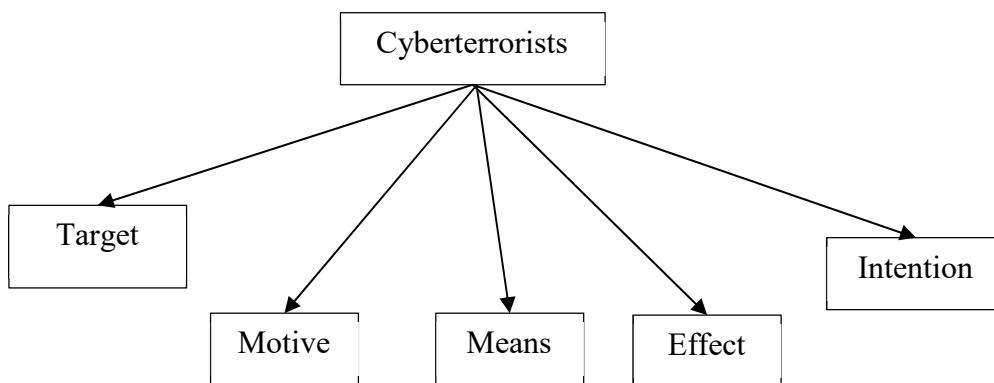 Cyberterrorists
Target
Intention
Motive
Means
Effect